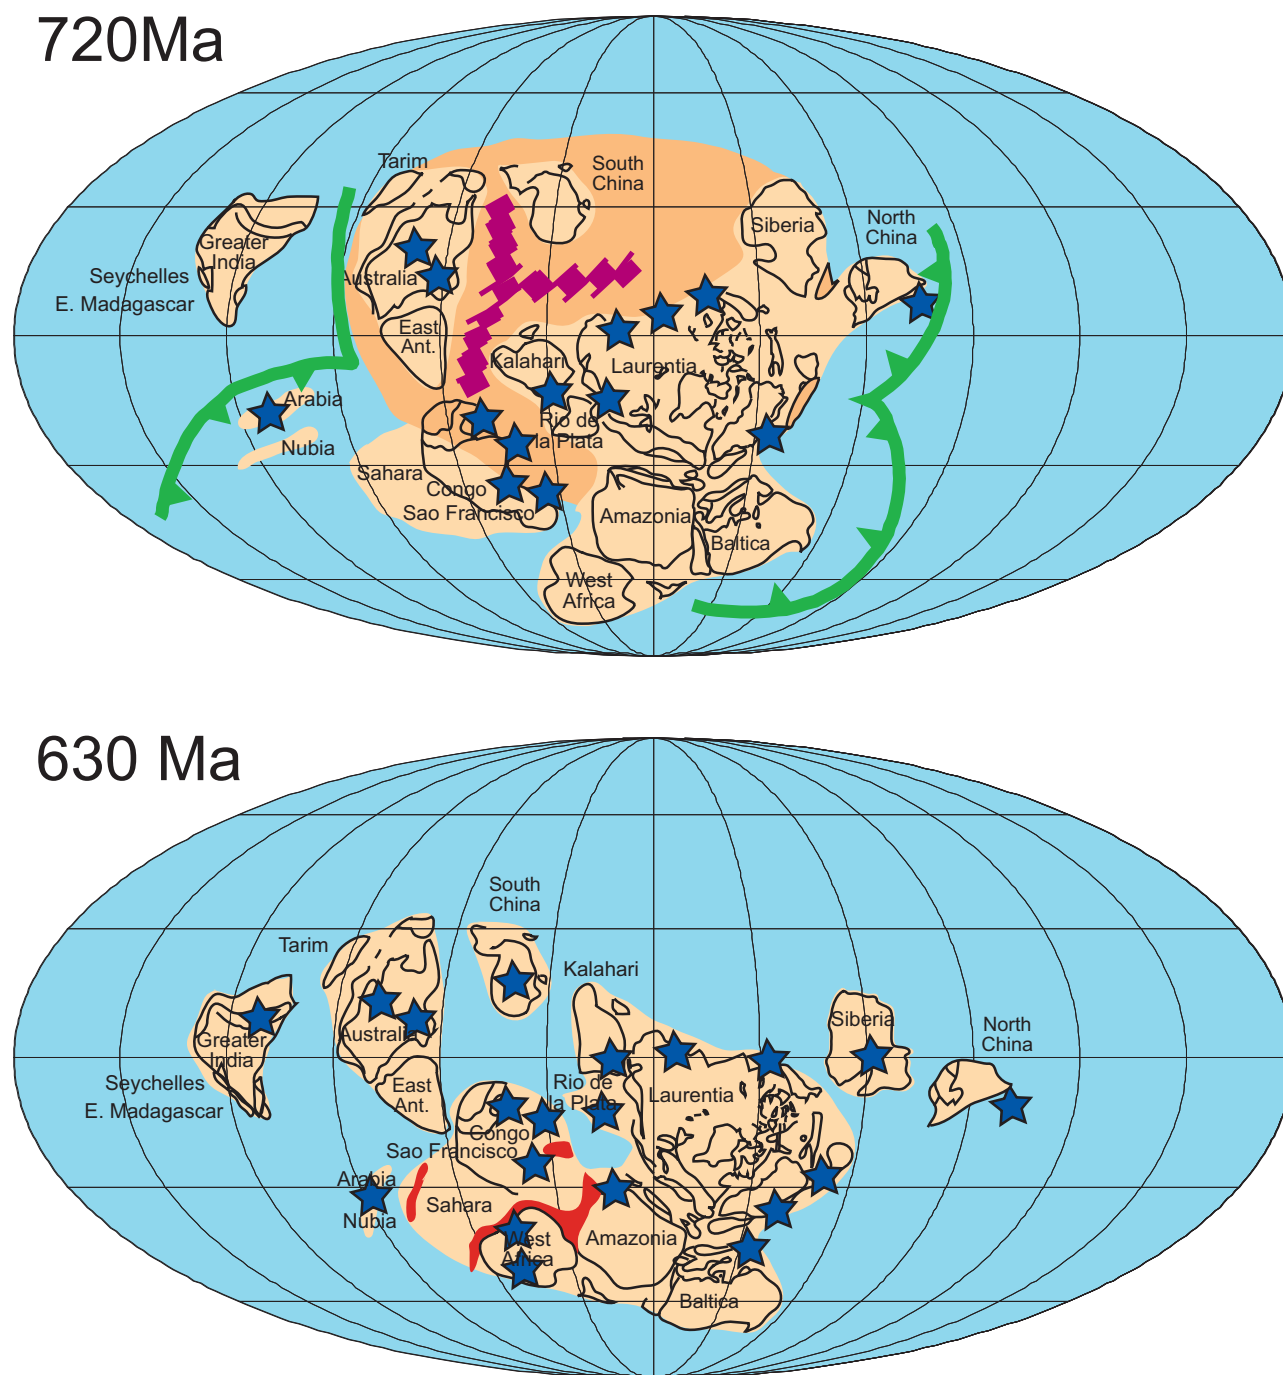 720Ma
Tarim
South
China
Siberia
North
China
Greater
India
Seychelles
E. Madagascar
Australia
East
Ant.
Kalahari
Laurentia
Arabia
Nubia
Rio de
la Plata
Sahara
Congo
Sao Francisco
Amazonia
Baltica
West
Africa
630 Ma
South
China
Tarim
Kalahari
Siberia
North
China
Greater
India
Australia
Seychelles
E. Madagascar
East
Ant.
Rio de
la Plata
Laurentia
Congo
Sao Francisco
Arabia
Nubia
Sahara
West
Africa
Amazonia
Baltica